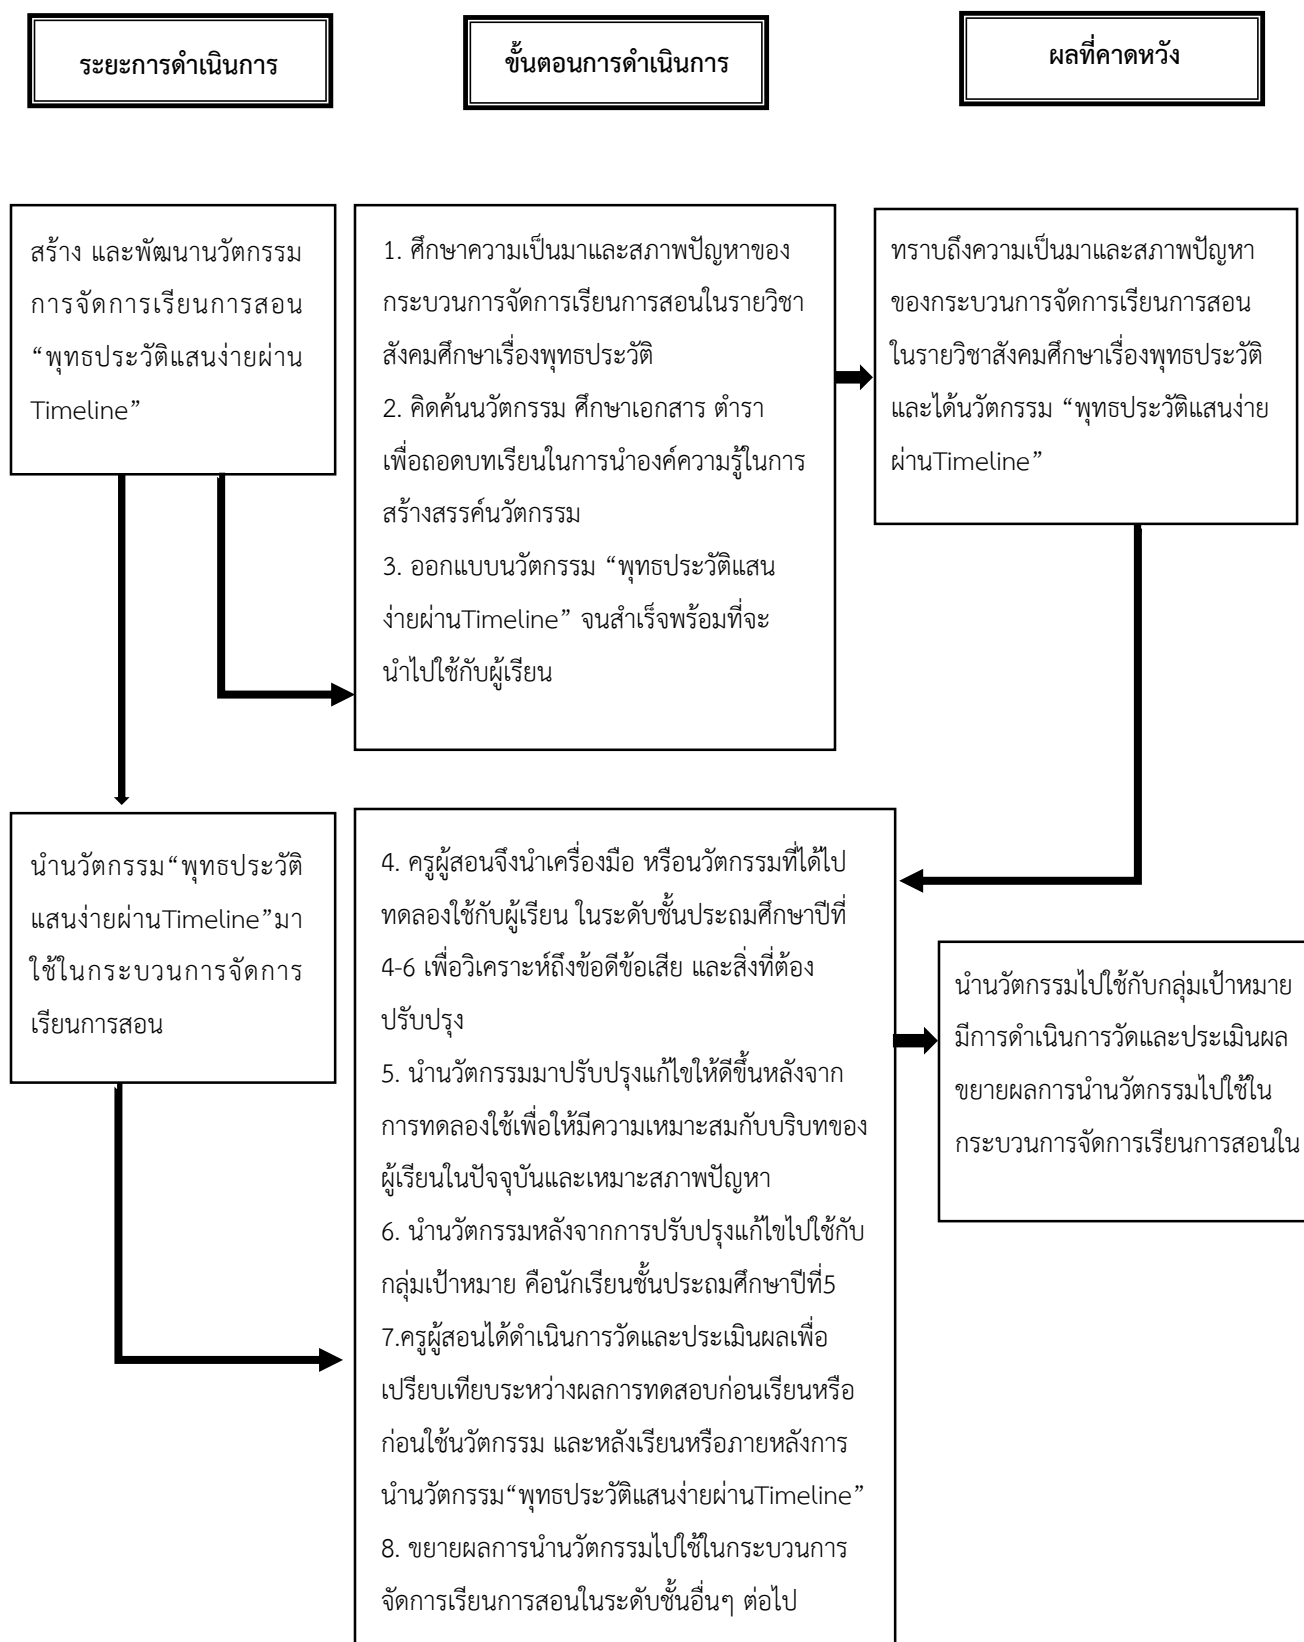 ระยะการดำเนินการ
ขั้นตอนการดำเนินการ
ผลที่คาดหวัง
สร้าง และพัฒนานวัตกรรม
การจัดการเรียนการสอน
“พุทธประวัติแสนง่ายผ่าน
Timeline”
1. ศึกษาความเป็นมาและสภาพปัญหาของ
กระบวนการจัดการเรียนการสอนในรายวิชา
สังคมศึกษาเรื่องพุทธประวัติ
2. คิดค้นนวัตกรรม ศึกษาเอกสาร ตำรา
เพื่อถอดบทเรียนในการนำองค์ความรู้ในการ
สร้างสรรค์นวัตกรรม
3. ออกแบบนวัตกรรม “พุทธประวัติแสน
ง่ายผ่านTimeline” จนสำเร็จพร้อมที่จะ
นำไปใช้กับผู้เรียน
ทราบถึงความเป็นมาและสภาพปัญหา
ของกระบวนการจัดการเรียนการสอน
ในรายวิชาสังคมศึกษาเรื่องพุทธประวัติ
และได้นวัตกรรม “พุทธประวัติแสนง่าย
ผ่านTimeline”
นำนวัตกรรม“พุทธประวัติ
แสนง่ายผ่านTimeline”มา
ใช้ในกระบวนการจัดการ
เรียนการสอน
4. ครูผู้สอนจึงนำเครื่องมือ หรือนวัตกรรมที่ได้ไป
ทดลองใช้กับผู้เรียน ในระดับชั้นประถมศึกษาปีที่
4-6 เพื่อวิเคราะห์ถึงข้อดีข้อเสีย และสิ่งที่ต้อง
ปรับปรุง
5. นำนวัตกรรมมาปรับปรุงแก้ไขให้ดีขึ้นหลังจาก
การทดลองใช้เพื่อให้มีความเหมาะสมกับบริบทของ
ผู้เรียนในปัจจุบันและเหมาะสภาพปัญหา
6. นำนวัตกรรมหลังจากการปรับปรุงแก้ไขไปใช้กับ
กลุ่มเป้าหมาย คือนักเรียนชั้นประถมศึกษาปีที่5
7.ครูผู้สอนได้ดำเนินการวัดและประเมินผลเพื่อ
เปรียบเทียบระหว่างผลการทดสอบก่อนเรียนหรือ
ก่อนใช้นวัตกรรม และหลังเรียนหรือภายหลังการ
นำนวัตกรรม“พุทธประวัติแสนง่ายผ่านTimeline”
8. ขยายผลการนำนวัตกรรมไปใช้ในกระบวนการ
จัดการเรียนการสอนในระดับชั้นอื่นๆ ต่อไป
นำนวัตกรรมไปใช้กับกลุ่มเป้าหมาย
มีการดำเนินการวัดและประเมินผล
ขยายผลการนำนวัตกรรมไปใช้ใน
กระบวนการจัดการเรียนการสอนใน